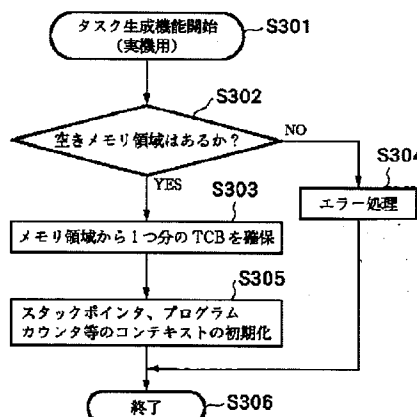 タスク生成機能開始
(実機用)
S301
S302
空きメモリ領域はあるか?
NO
YES
S303
S304
メモリ領域から1つ分のTCBを確保
エラー処理
S305
スタックポインタ、プログラム
カウンタ等のコンテキストの初期化
終了
S306